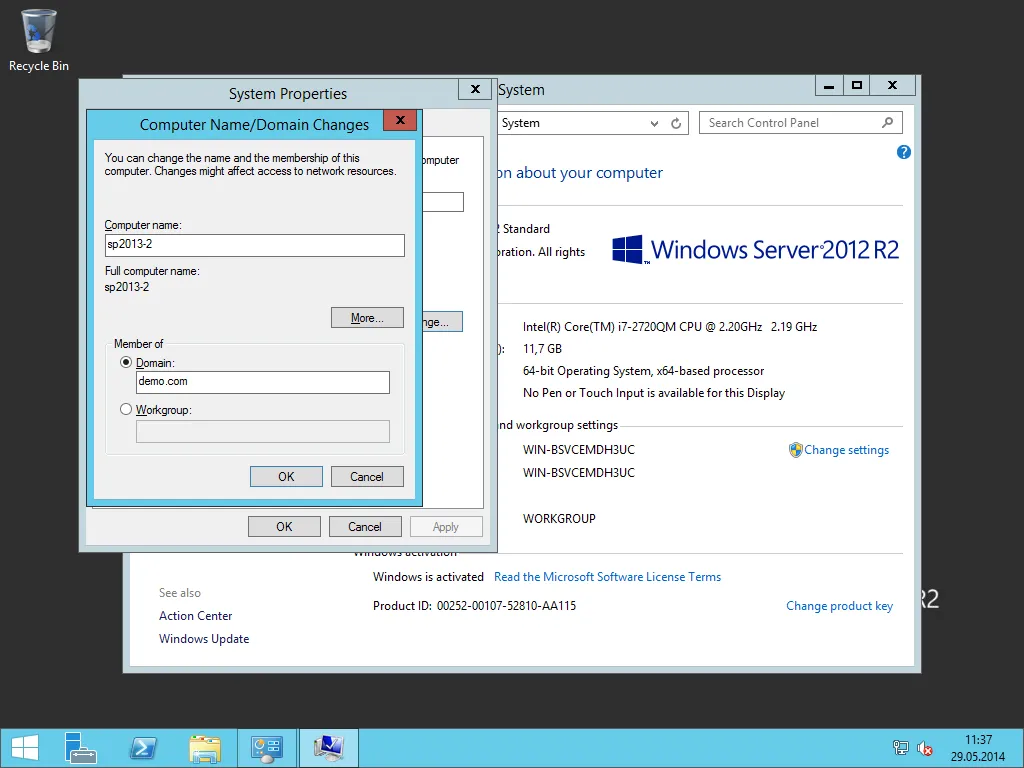 Recycle Bin
System
System
Search Control Panel
on about your computer
2 Standard
oration. All rights
Windows Server 2012 R2
Intel(R) Core(TM) i7-2720QM CPU @ 2.20GHz 2.19 GHz
): 11,7 GB
64-bit Operating System, x64-based processor
No Pen or Touch Input is available for this Display
nd workgroup settings
WIN-BSVCEMDH3UC
Change settings
WIN-BSVCEMDH3UC
WORKGROUP
Windows activation
Windows is activated Read the Microsoft Software License Terms
Product ID: 00252-00107-52810-AA115
Change product key
See also
Action Center
Windows Update
System Properties
omputer
nge...
OK
Cancel
Apply
Computer Name/Domain Changes
You can change the name and the membership of this
computer. Changes might affect access to network resources.
Computer name:
sp2013-2
Full computer name:
sp2013-2
More...
Member of
Domain:
demo.com
Workgroup:
OK
Cancel
R2
11:37
29.05.2014